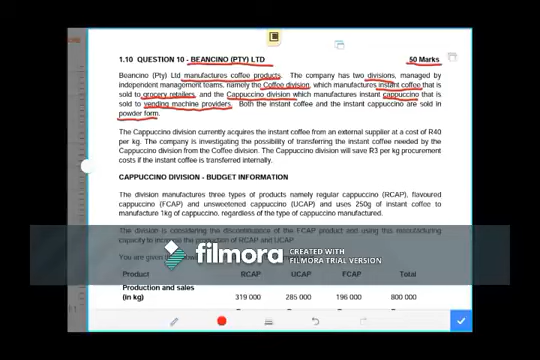 1.10 QUESTION 10 - BEANCINO (PTY) LTD 50 Marks
Beancino (Pty) Ltd manufactures coffee products. The company has two divisions, managed by
independent management teams, namely the Coffee division, which manufactures instant coffee that is
sold to grocery retailers, and the Cappuccino division which manufactures instant cappuccino that is
sold to vending machine providers. Both the instant coffee and the instant cappuccino are sold in
powder form.
The Cappuccino division currently acquires the instant coffee from an external supplier at a cost of R40
per kg. The company is investigating the possibility of transferring the instant coffee needed by the
Cappuccino division from the Coffee division. The Cappuccino division will save R3 per kg procurement
costs if the instant coffee is transferred internally.
CAPPUCCINO DIVISION - BUDGET INFORMATION
The division manufactures three types of products namely regular cappuccino (RCAP), flavoured
cappuccino (FCAP) and unsweetened cappuccino (UCAP) and uses 250g of instant coffee to
manufacture 1kg of cappuccino, regardless of the type of cappuccino manufactured.
The division is considering the discontinuation of the FCAP product and using this manufacturing
capacity to increase the production of RCAP and UCAP
You are given the
filmora
CREATED WITH
FILMORA TRIAL VERSION
Product RCAP UCAP FCAP Total
Production and sales
(in kg) 319 000 285 000 196 000 800 000